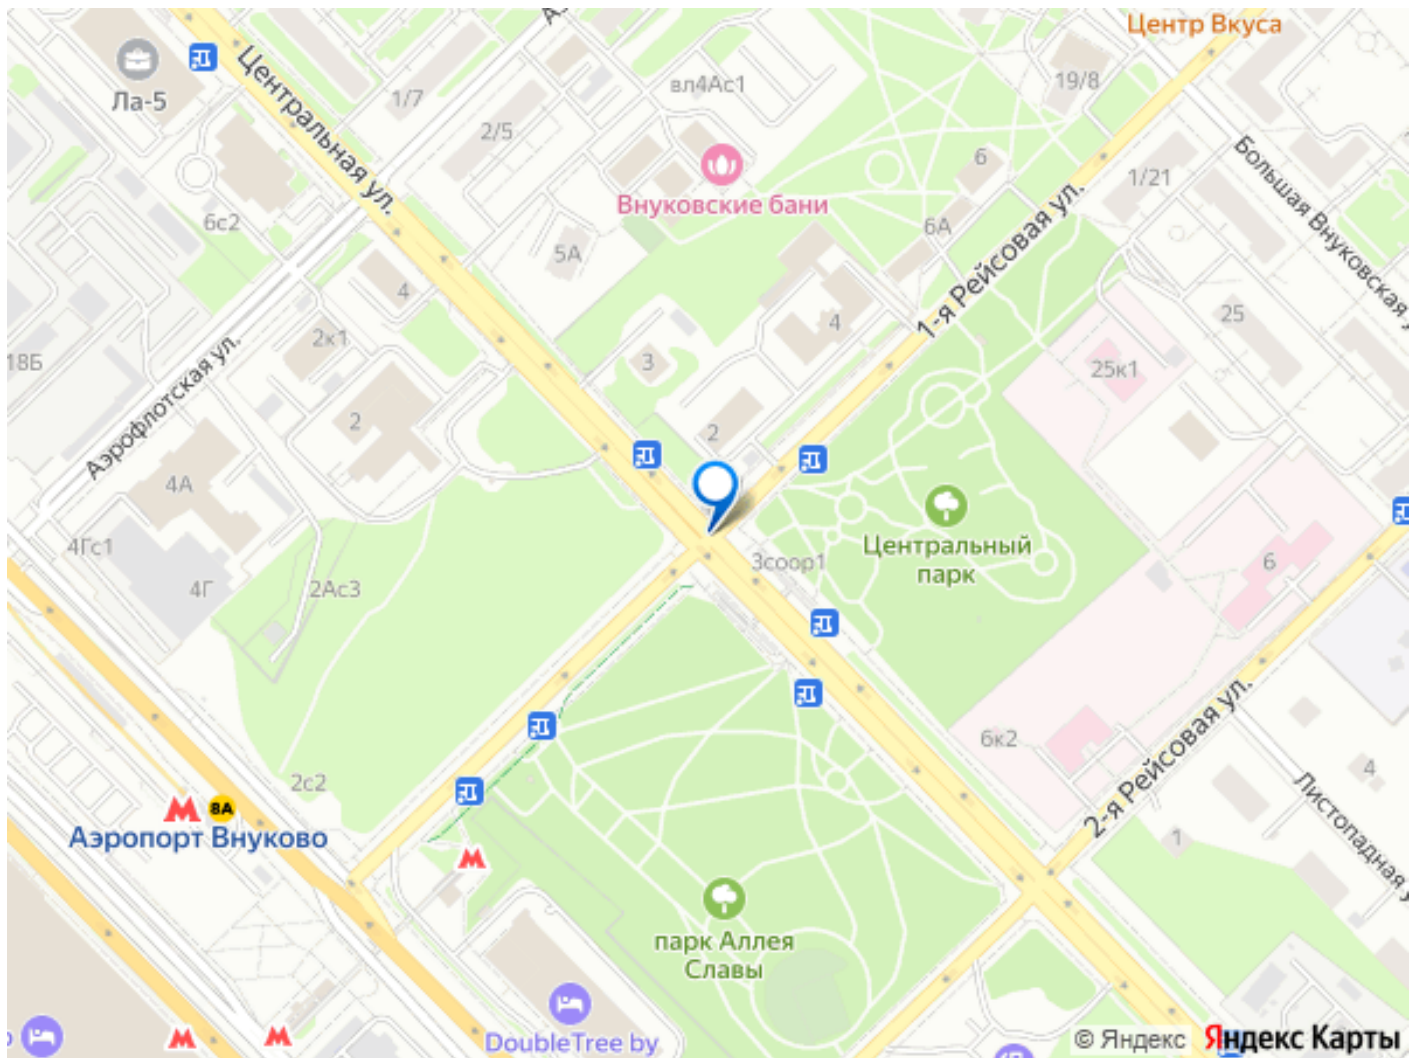 Центр Вкуса
Ла-5
Центральная ул.
1/7
2/5
вл4Ас1
19/8
6
1/21
Большая Внуковская
Внуковские бани
6с2
5А
6А
1-я Рейсовая ул.
4
2к1
4
25
18Б
3
25к1
Аэрофлотская ул.
2
2
4А
Центральный
парк
4Гс1
3соор1
6
4Г
2Ас3
2-я Рейсовая ул.
6к2
2с2
Листопадная
4
1
8А
Аэропорт Внуково
парк Аллея
Славы
DoubleTree by
© Яндекс Яндекс Карты